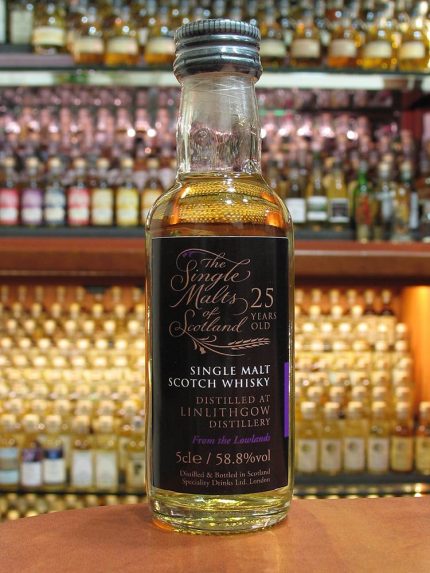 The
Single
Malts
of
Scotland
25
YEARS
OLD
SINGLE MALT
SCOTCH WHISKY
DISTILLED AT
LINLITHGOW
DISTILLERY
From the Lowlands
5cle / 58.8%vol
Distilled & Bottled in Scotland
Speciality Drinks Ltd. London